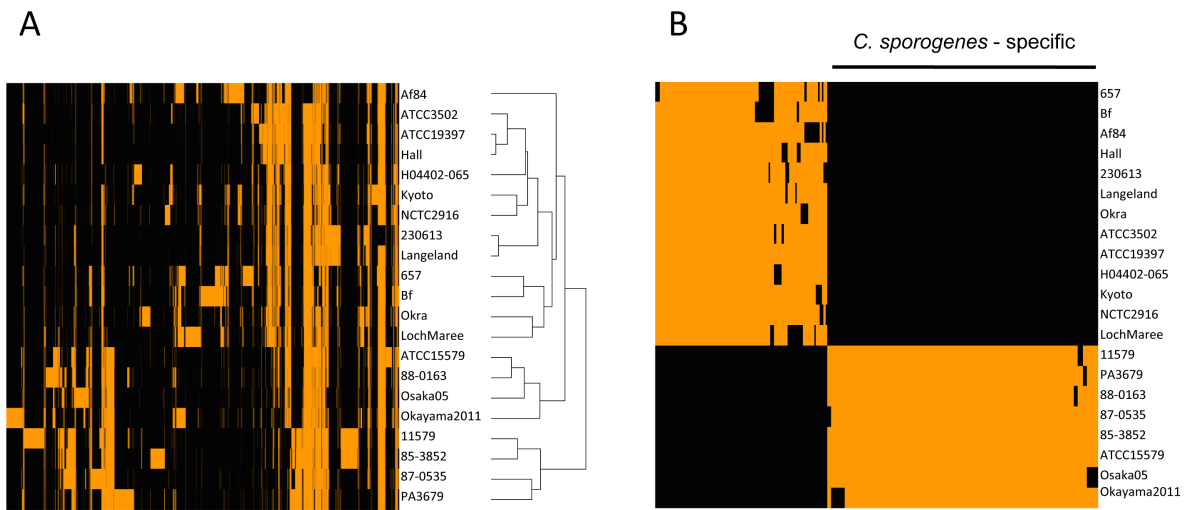 A
Af84
ATCC3502
ATCC19397
Hall
H04402-065
Kyoto
NCTC2916
230613
Langeland
657
Bf
Okra
LochMaree
ATCC15579
88-0163
Osaka05
Okayama2011
11579
85-3852
87-0535
PA3679
B
C. sporogenes - specific
657
Bf
Af84
Hall
230613
Langeland
Okra
ATCC3502
ATCC19397
H04402-065
Kyoto
NCTC2916
LochMaree
11579
PA3679
88-0163
87-0535
85-3852
ATCC15579
Osaka05
Okayama2011